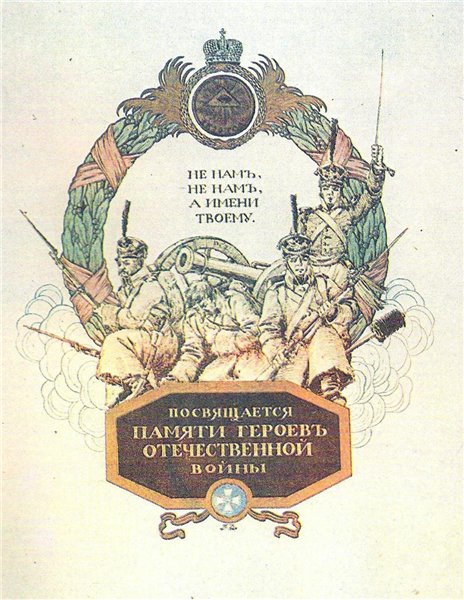 НЕ НАМЪ,
НЕ НАМЪ,
А ИМЕНИ
ТВОЕМУ.
ПОСВЯЩАЕТСЯ
ПАМЯТИ ГЕРОЕВЪ
ОТЕЧЕСТВЕННОЙ
ВОЙНЫ